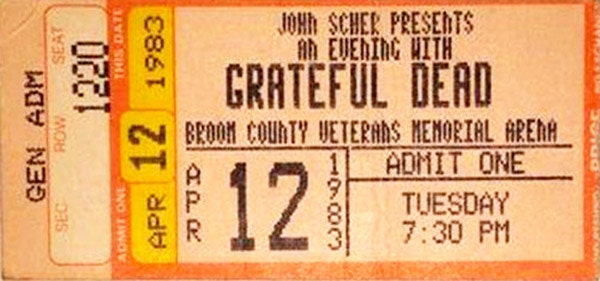 GEN ADM
SEC ROW SEAT
1220
ADMIT ONE THIS DATE
APR 12 1983
JOHN SCHER PRESENTS
AN EVENING WITH
GRATEFUL DEAD
BROOM COUNTY VETERANS MEMORIAL ARENA
APR 12 1983
ADMIT ONE
TUESDAY
7:30 PM